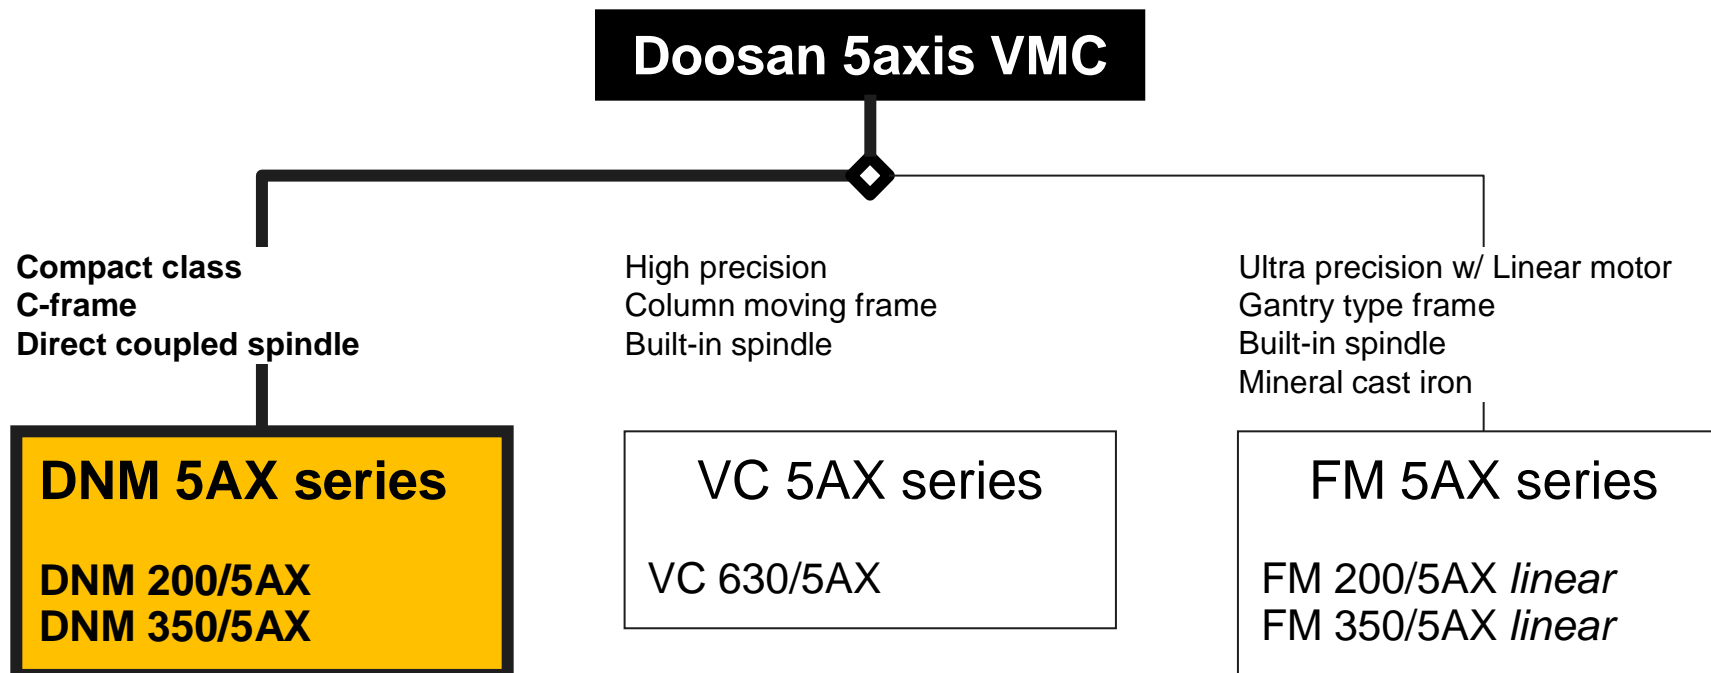 Doosan 5axis VMC
Compact class
C-frame
Direct coupled spindle
High precision
Column moving frame
Built-in spindle
Ultra precision w/ Linear motor
Gantry type frame
Built-in spindle
Mineral cast iron
DNM 5AX series
DNM 200/5AX
DNM 350/5AX
VC 5AX series
VC 630/5AX
FM 5AX series
FM 200/5AX linear
FM 350/5AX linear